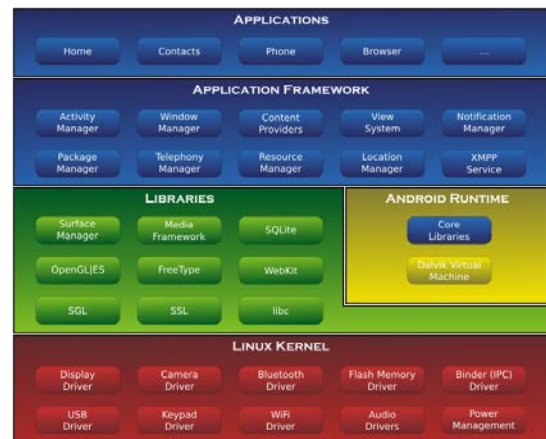 APPLICATIONS
Home
Contacts
Phone
Browser
...
APPLICATION FRAMEWORK
Activity
Manager
Window
Manager
Content
Providers
View
System
Notification
Manager
Package
Manager
Telephony
Manager
Resource
Manager
Location
Manager
XMPP
Service
LIBRARIES
Surface
Manager
Media
Framework
SQLite
OpenGL|ES
FreeType
WebKit
SGL
SSL
libc
ANDROID RUNTIME
Core
Libraries
Dalvik Virtual
Machine
LINUX KERNEL
Display
Driver
Camera
Driver
Bluetooth
Driver
Flash Memory
Driver
Binder (IPC)
Driver
USB
Driver
Keypad
Driver
WiFi
Driver
Audio
Drivers
Power
Management